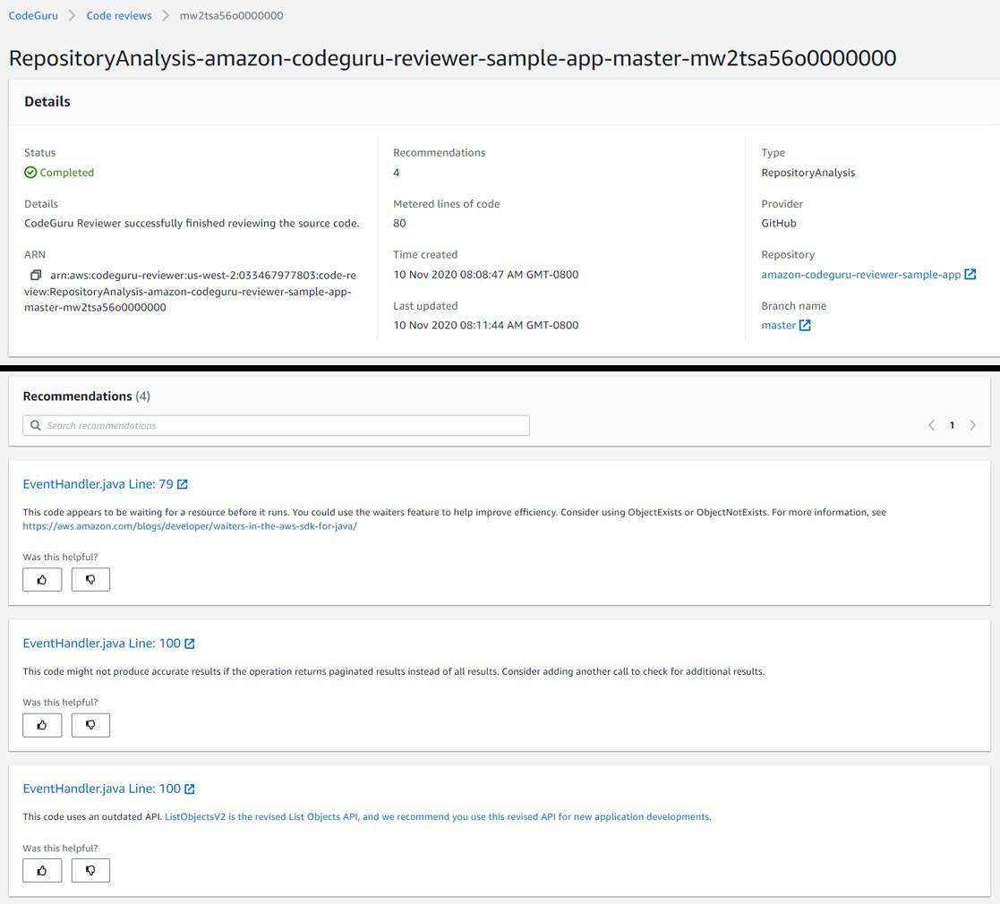 CodeGuru > Code reviews > mw2tsa56o0000000
RepositoryAnalysis-amazon-codeguru-reviewer-sample-app-master-mw2tsa56o0000000
Details
Status
Completed
Details
CodeGuru Reviewer successfully finished reviewing the source code.
ARN
arn:aws:codeguru-reviewer:us-west-2:033467977803:code-re
view:RepositoryAnalysis-amazon-codeguru-reviewer-sample-app-
master-mw2tsa56o0000000
Recommendations
4
Metered lines of code
80
Time created
10 Nov 2020 08:08:47 AM GMT-0800
Last updated
10 Nov 2020 08:11:44 AM GMT-0800
Type
RepositoryAnalysis
Provider
GitHub
Repository
amazon-codeguru-reviewer-sample-app
Branch name
master
Recommendations (4)
Search recommendations
< 1 >
EventHandler.java Line: 79
This code appears to be waiting for a resource before it runs. You could use the waiters feature to help improve efficiency. Consider using ObjectExists or ObjectNotExists. For more information, see
https://aws.amazon.com/blogs/developer/waiters-in-the-aws-sdk-for-java/
Was this helpful?
EventHandler.java Line: 100
This code might not produce accurate results if the operation returns paginated results instead of all results. Consider adding another call to check for additional results.
Was this helpful?
EventHandler.java Line: 100
This code uses an outdated API. ListObjectsV2 is the revised List Objects API, and we recommend you use this revised API for new application developments.
Was this helpful?